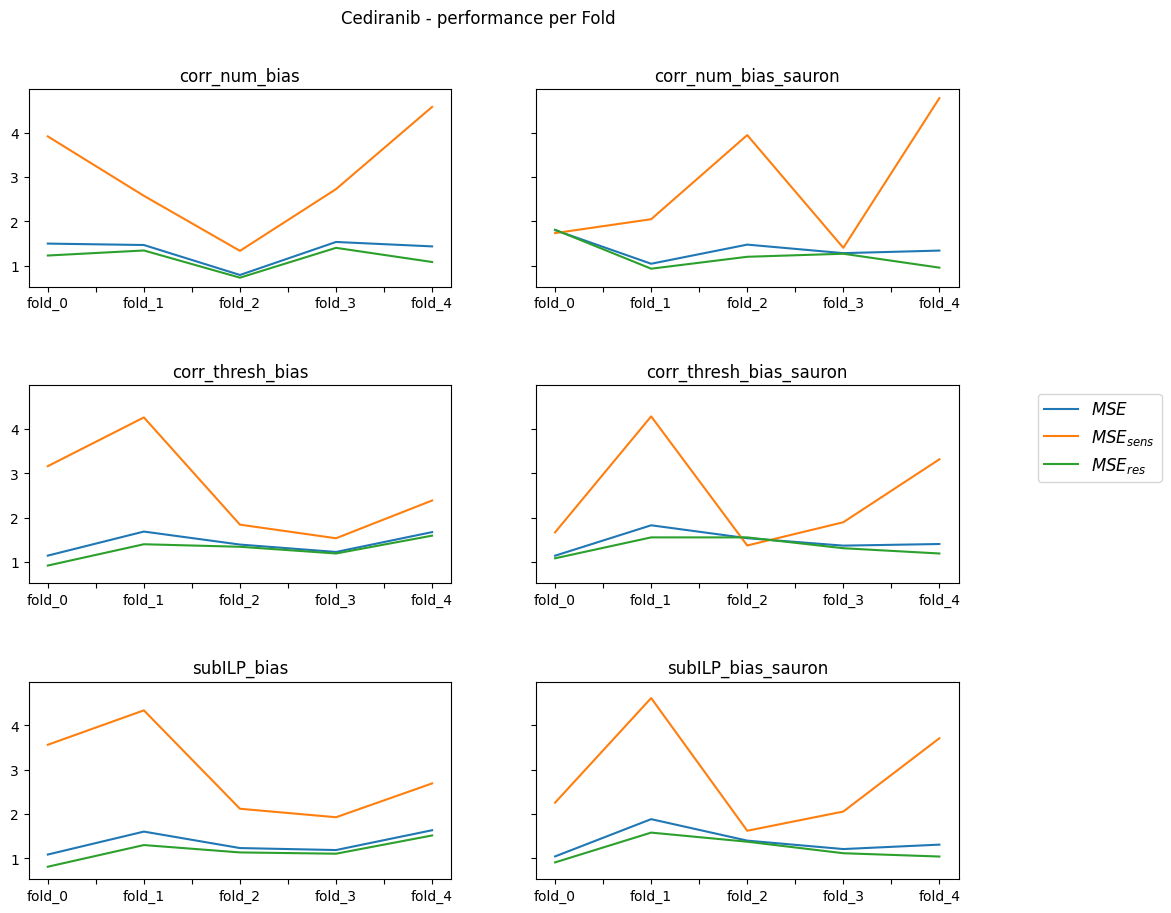 Cediranib - performance per Fold
corr_num_bias
corr_num_bias_sauron
4
3
2
1
fold_0 fold_1 fold_2 fold_3 fold_4
fold_0 fold_1 fold_2 fold_3 fold_4
corr_thresh_bias
corr_thresh_bias_sauron
4
3
2
1
fold_0 fold_1 fold_2 fold_3 fold_4
fold_0 fold_1 fold_2 fold_3 fold_4
MSE
MSE_sens
MSE_res
subILP_bias
subILP_bias_sauron
4
3
2
1
fold_0 fold_1 fold_2 fold_3 fold_4
fold_0 fold_1 fold_2 fold_3 fold_4